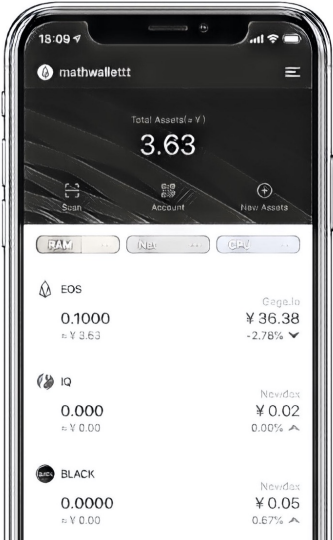 18:09
mathwallettt
Total Assets(≈ ¥)
3.63
Scan
Account
New Assets
RAM
Net
CPU
EOS
Gage.io
0.1000
¥ 36.38
≈ ¥ 3.63
-2.78%
IQ
Newdex
0.000
¥ 0.02
≈ ¥ 0.00
0.00%
BLACK
Newdex
0.0000
¥ 0.05
≈ ¥ 0.00
0.67%